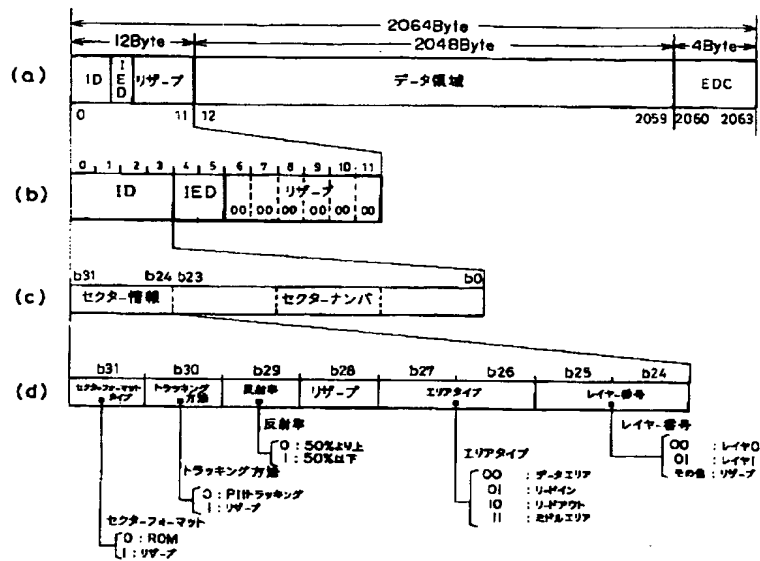 2064Byte
12Byte 2048Byte 4Byte
(a) ID IED リザーブ データ領域 EDC
0 11 12 2059 2060 2063
0 1 2 3 4 5 6 7 8 9 10 11
(b) ID IED リザーブ
00 00 00 00 00 00
b31 b24 b23 b0
(c) セクター情報 セクターナンバ
b31 b30 b29 b28 b27 b26 b25 b24
(d) セクターフォーマットタイプ トラッキング方法 反射率 リザーブ エリアタイプ レイヤー番号
反射率
0 : 50%より上
1 : 50%以下
トラッキング方法
0 : PIトラッキング
1 : リザーブ
セクターフォーマット
0 : ROM
1 : リザーブ
エリアタイプ
00 : データエリア
01 : リードイン
10 : リードアウト
11 : ミドルエリア
レイヤー番号
00 : レイヤ0
01 : レイヤ1
その他 : リザーブ